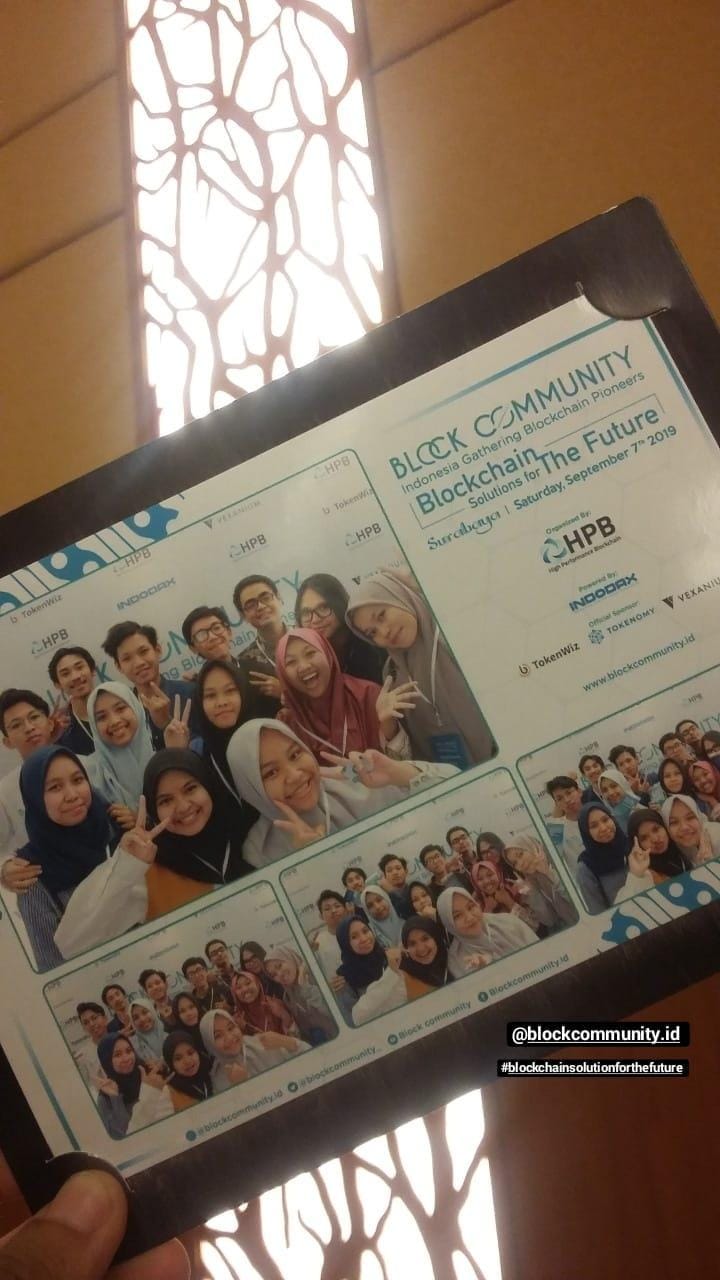 BLOCK COMMUNITY
Indonesia Gathering Blockchain Pioneers
Blockchain
Solutions for The Future
Surabaya | Saturday, September 7th 2019
Organized By:
HPB
High Performance Blockchain
Powered By:
INDODAX
Official Sponsor:
TokenWiz TOKENOMY VEXANIUM
www.blockcommunity.id
HPB
TokenWiz
VEXANIUM
HPB
HPB
HPB
INDODAX
TokenWiz
HPB
@blockcommunity.id @blockcommunity_ Block community Blockcommunity.id
@blockcommunity.id
#blockchainsolutionforthefuture